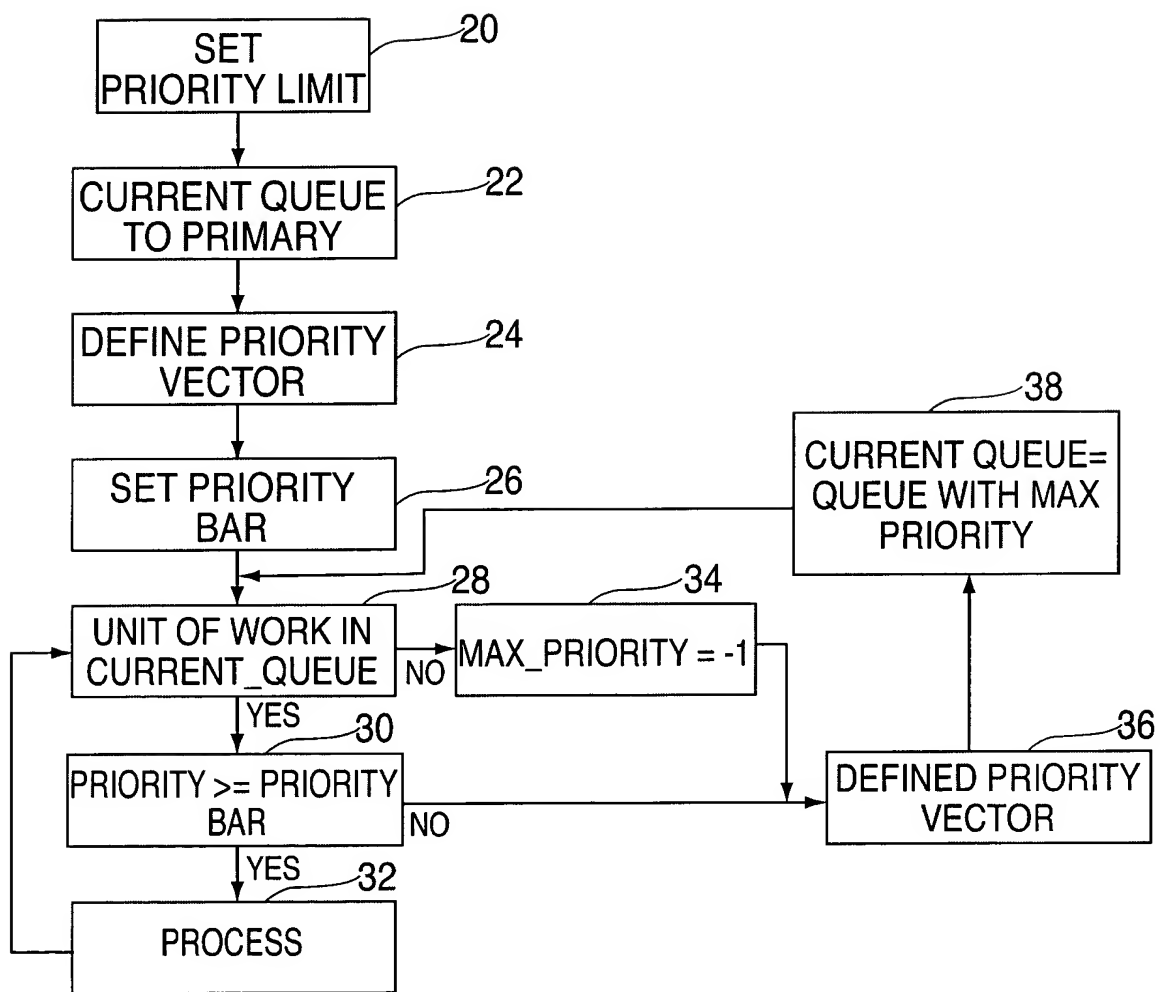 20
SET
PRIORITY LIMIT
22
CURRENT QUEUE
TO PRIMARY
24
DEFINE PRIORITY
VECTOR
26
SET PRIORITY
BAR
38
CURRENT QUEUE=
QUEUE WITH MAX
PRIORITY
28
UNIT OF WORK IN
CURRENT_QUEUE
NO
YES
34
MAX_PRIORITY = -1
30
PRIORITY >= PRIORITY
BAR
NO
YES
36
DEFINED PRIORITY
VECTOR
32
PROCESS